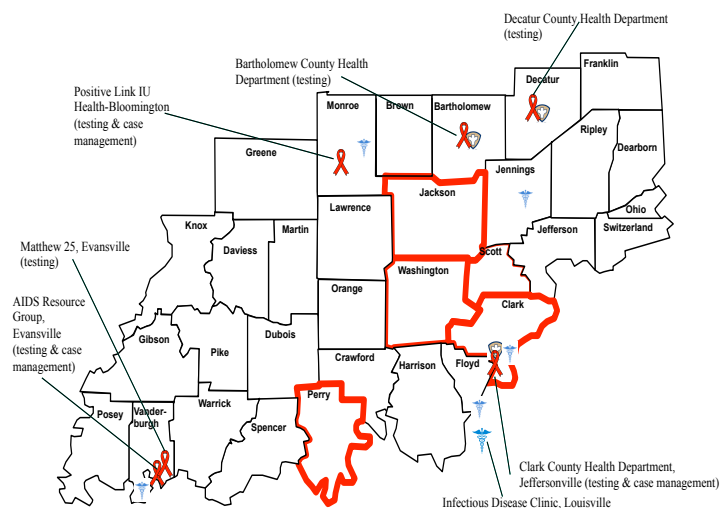 Decatur County Health Department
(testing)
Bartholomew County Health
Department (testing)
Positive Link IU
Health-Bloomington
(testing & case
management)
Franklin
Decatur
Monroe
Brown
Bartholomew
Ripley
Dearborn
Greene
Jennings
Jackson
Lawrence
Ohio
Knox
Martin
Jefferson
Switzerland
Matthew 25, Evansville
(testing)
Daviess
Scott
Washington
Orange
Clark
AIDS Resource
Group,
Evansville
(testing & case
management)
Gibson
Dubois
Pike
Crawford
Harrison
Floyd
Perry
Warrick
Posey
Vander-
burgh
Spencer
Clark County Health Department,
Jeffersonville (testing & case management)
Infectious Disease Clinic, Louisville